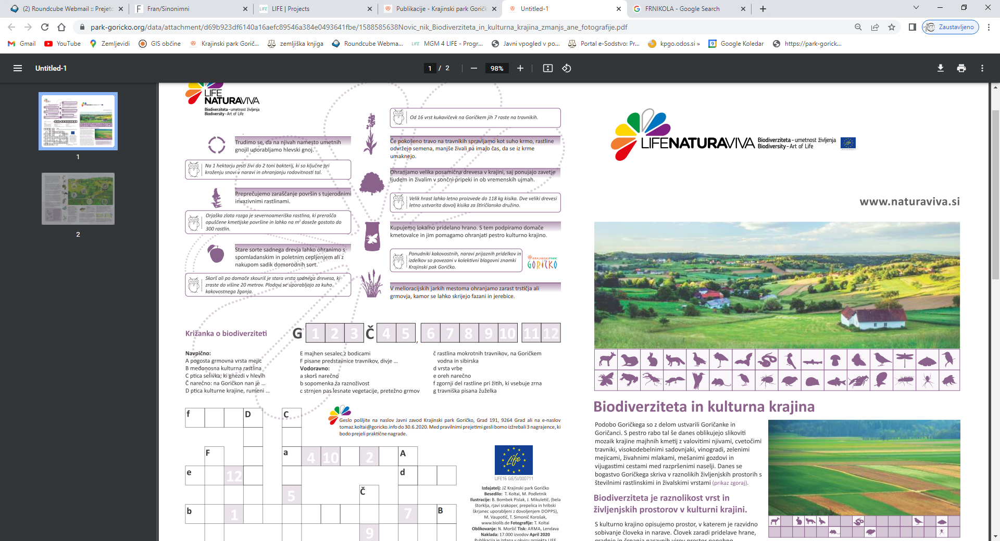 (2) Roundcube Webmail :: Prejeto
Fran/Sinonimni
LIFE | Projects
Publikacije - Krajinski park Goričk
Untitled-1
FRNIKOLA - Google Search
park-goricko.org/data/attachment/d69b923df6140a16aefc89546a384e0493641fbe/1588585638Novic_nik_Biodiverziteta_in_kulturna_krajina_zmanjs_ane_fotografije.pdf
Zaustavljeno
Gmail
YouTube
Zemljevidi
GIS občine
Krajinski park Gorič...
zemljiška knjiga
Roundcube Webma...
MGM 4 LIFE - Progr...
Javni vpogled v po...
Portal e-Sodstvo: Pr...
kpgo.odos.si »
Google Koledar
https://park-gorick...
Untitled-1
1 / 2
98%
1
2
LIFE
NATURAVIVA
Biodiverziteta – umetnost življenja
Biodiversity – Art of Life
Trudimo se, da na njivah namesto umetnih
gnojil uporabljamo hlevski gnoj.
Na 1 hektarju prsti živi do 2 toni bakterij, ki so ključne pri
kroženju snovi v naravi in ohranjanju rodovitnosti tal.
Preprečujemo zaraščanje površin s tujerodnimi
invazivnimi rastlinami.
Orjaška zlata rozga je severnoameriška rastlina, ki prerašča
opuščene kmetijske površine in lahko na m² doseže gostoto do
300 rastlin.
Stare sorte sadnega drevja lahko ohranimo s
spomladanskim in poletnim cepljenjem ali z
nakupom sadik domorodnih sort.
Skorš ali po domače skouriš je stara vrsta sadnega drevesa, ki
zraste do višine 20 metrov. Plodovi se uporabljajo za kuho
kakovostnega žganja.
Od 16 vrst kukavičevk na Goričkem jih 7 raste na travnikih.
Če pokošeno travo na travnikih spravljamo kot suho krmo, rastline
odvržejo semena, manjše živali pa imajo čas, da se iz krme
umaknejo.
Ohranjamo velika posamična drevesa v krajini, saj ponujajo zavetje
ljudem in živalim v sončni pripeki in ob vremenskih ujmah.
Velik hrast lahko letno proizvede do 118 kg kisika. Dve veliki drevesi
letno ustvarita dovolj kisika za štiričlansko družino.
Kupujemo lokalno pridelano hrano. S tem podpiramo domače
kmetovalce in jim pomagamo ohranjati pestro kulturno krajino.
Ponudniki kakovostnih, naravi prijaznih pridelkov in
izdelkov so povezani v kolektivni blagovni znamki
Krajinski pak Goričko.
KRAJINSKI PARK
GORIČKO
V melioracijskih jarkih mestoma ohranjamo zarast trstičja ali
grmovja, kamor se lahko skrijejo fazani in jerebice.
Križanka o biodiverziteti
G 1 2 3 Č 4 5 , 6 7 8 9 10 11 12
Navpično:
A pogosta grmovna vrsta mejic
B medonosna kulturna rastlina
C ptica selivka, ki gnezdi v hlevih
Č narečno: na Goričkon nan je ...
D ptica kulturne krajine, rumeni ...
E majhen sesalec z bodicami
F pisane predstavnice travnikov, divje ...
Vodoravno:
a skorš narečno
b sopomenka za raznoživost
c strnjen pas lesnate vegetacije, pretežno grmov
č rastlina mokrotnih travnikov, na Goričkem
vodna in sibirska
d vrsta vrbe
e oreh narečno
f zgornji del rastline pri žitih, ki vsebuje zrna
g travniška pisana žuželka
f D C
F a 4 10 2 A
e 12 d
5 Č
b 1 7 B
9
Geslo pošljite na naslov Javni zavod Krajinski park Goričko, Grad 191, 9264 Grad ali na e-naslov
tomaz.koltai@goricko.info do 30.6.2020. Med pravilnimi prejetimi gesli bomo izžrebali 3 nagrajence, ki
bodo prejeli praktične nagrade.
Life
LIFE16 GIE/SI/000711
Izdajatelj: JZ Krajinski park Goričko
Besedilo: T. Koltai, M. Podletnik
Ilustracije: B. Bombek Pislak, J. Mikuletič, (bela
štorklja, rjavi srakoper, prepelica in hribski
škrjanec uporabljeni z dovoljenjem DOPPS),
M. Vaupotič, T. Simonič Korošak,
www.biolib.de Fotografije: T. Koltai
Oblikovanje: N. Moršič Tisk: ARMA, Lendava
Naklada: 17.000 izvodov April 2020
Publikacija je izdana v okviru projekta LIFE
LIFENATURAVIVA
Biodiverziteta – umetnost življenja
Biodiversity – Art of Life
www.naturaviva.si
Biodiverziteta in kulturna krajina
Podobo Goričkega so z delom ustvarili Goričanke in
Goričanci. S pestro rabo tal še danes oblikujejo slikoviti
mozaik krajine majhnih kmetij z valovitimi njivami, cvetočimi
travniki, visokodebelnimi sadovnjaki, vinogradi, zelenimi
mejicami, živahnimi mlakami, mešanimi gozdovi in
vijugastimi cestami med razpršenimi naselji. Danes se
bogastvo Goričkega skriva v raznolikih življenjskih prostorih s
številnimi rastlinskimi in živalskimi vrstami (prikaz zgoraj).
Biodiverziteta je raznolikost vrst in
življenjskih prostorov v kulturni krajini.
S kulturno krajino opisujemo prostor, v katerem je razvidno
sobivanje človeka in narave. Človek zaradi pridelave hrane,
gradnje in črpanja naravnih virov prostor nenehno